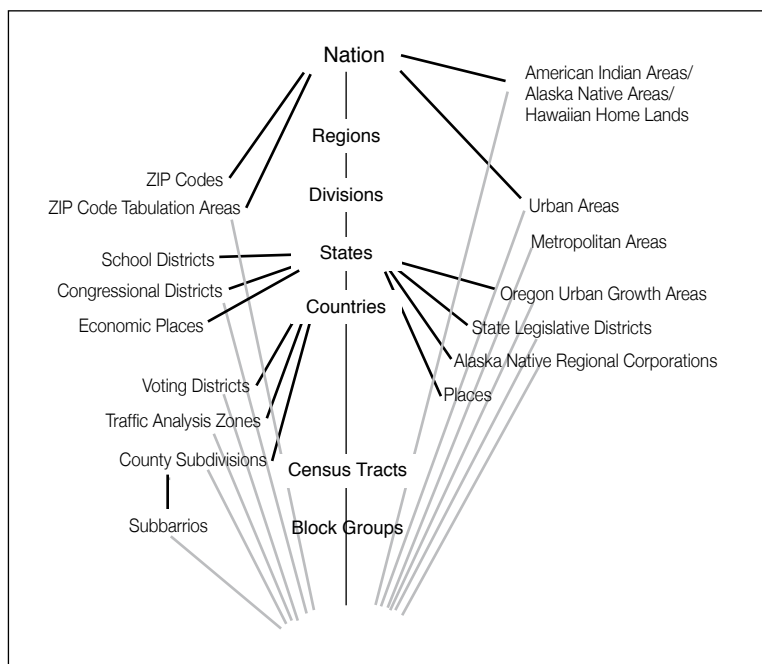 Nation
American Indian Areas/
Alaska Native Areas/
Hawaiian Home Lands
Regions
ZIP Codes
Divisions
ZIP Code Tabulation Areas
Urban Areas
Metropolitan Areas
States
School Districts
Congressional Districts
Oregon Urban Growth Areas
Countries
Economic Places
State Legislative Districts
Alaska Native Regional Corporations
Voting Districts
Places
Traffic Analysis Zones
County Subdivisions
Census Tracts
Subbarrios
Block Groups